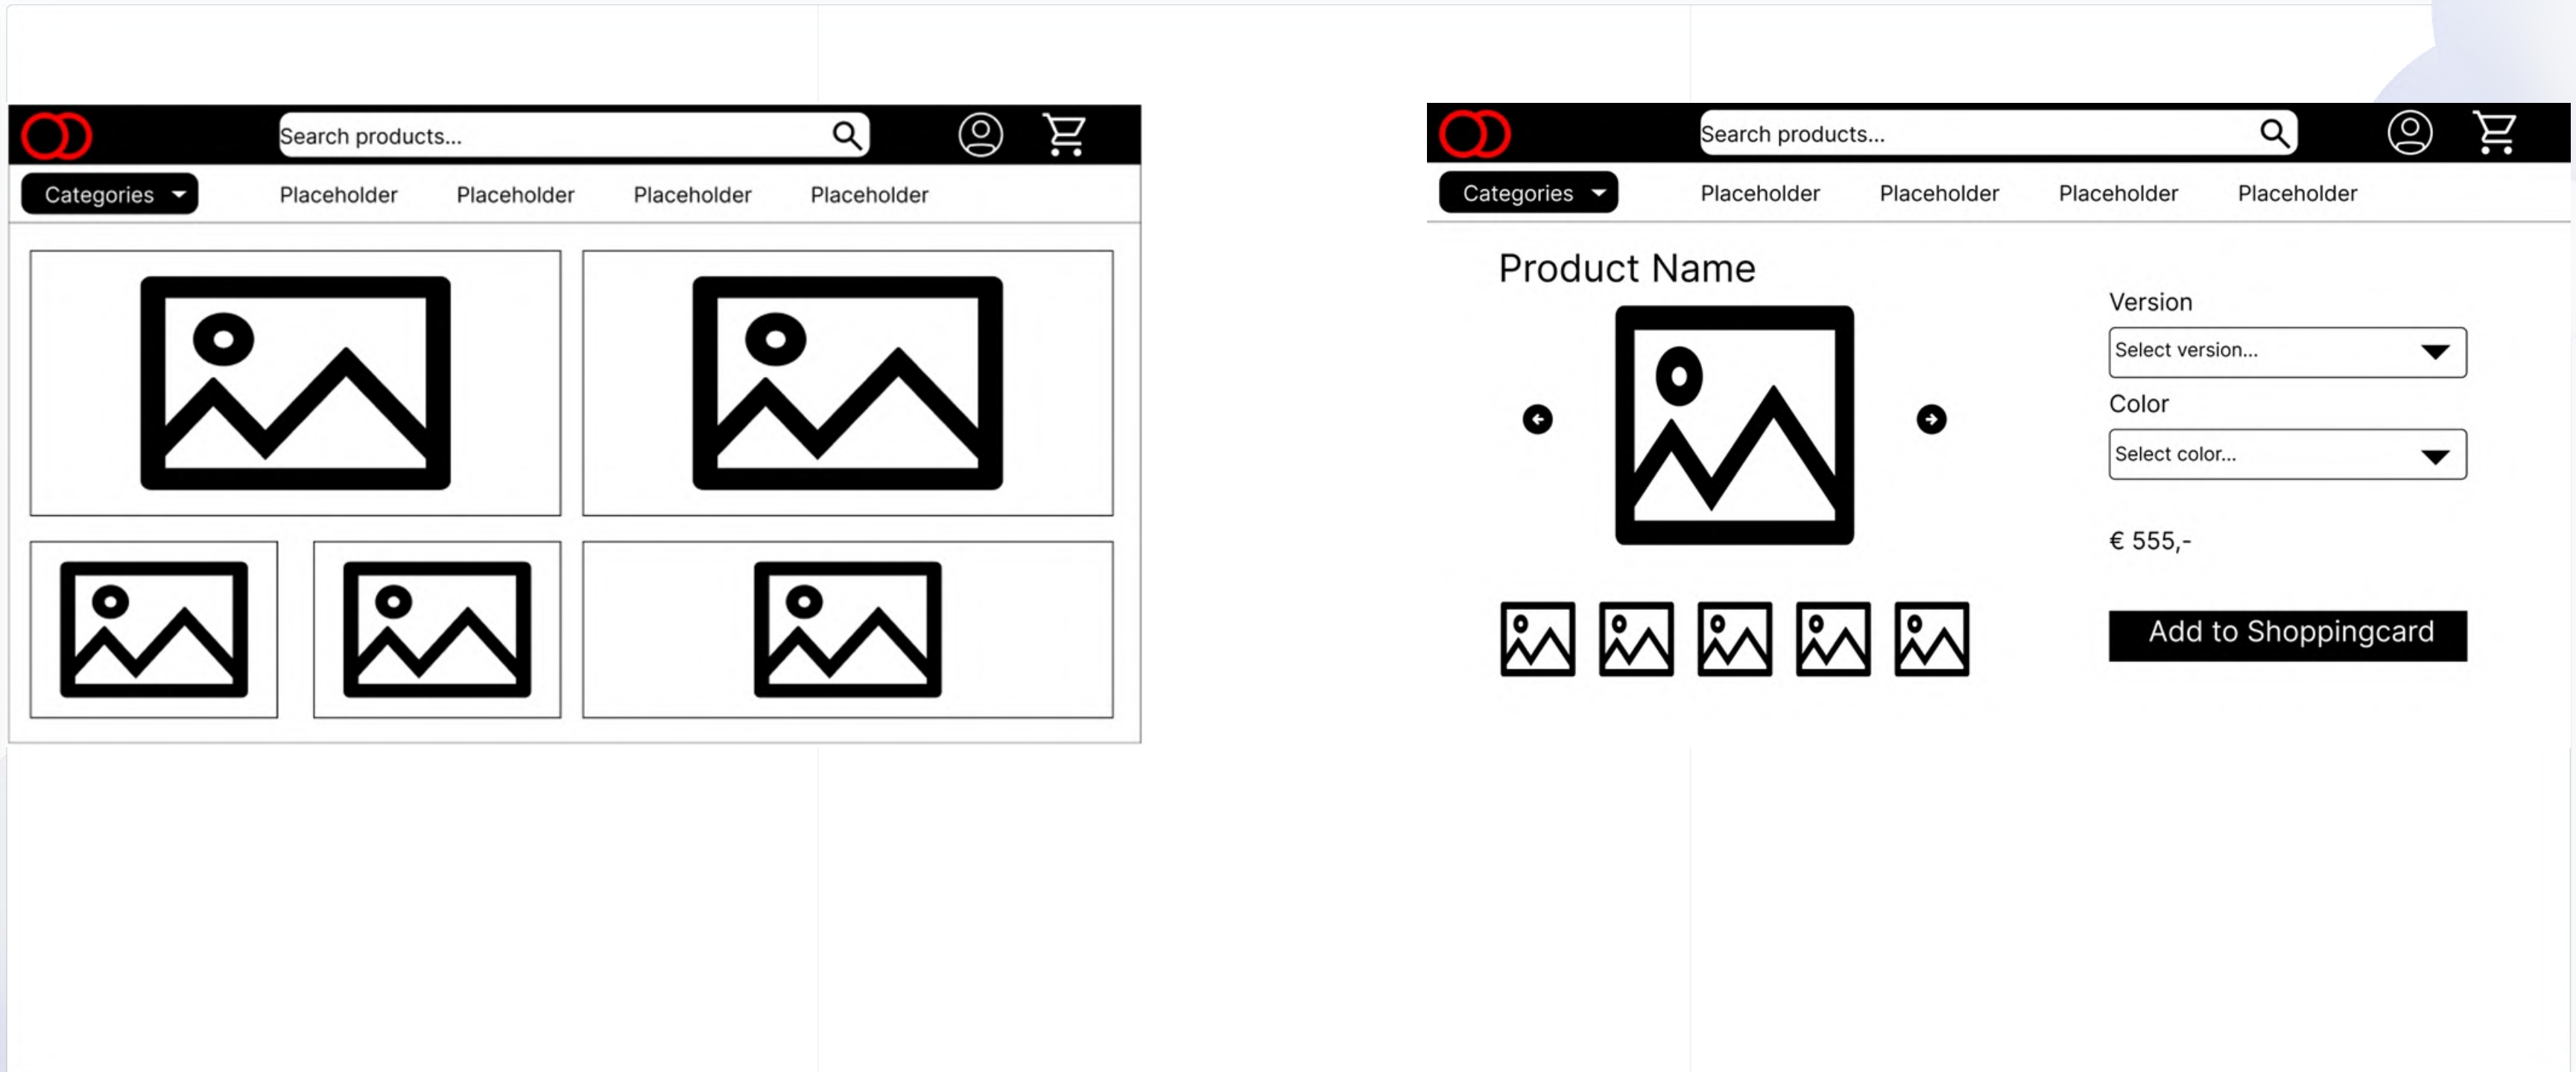 Search products...
Categories Placeholder Placeholder Placeholder Placeholder
Search products...
Categories Placeholder Placeholder Placeholder Placeholder
Product Name
Version
Select version...
Color
Select color...
€ 555,-
Add to Shoppingcard